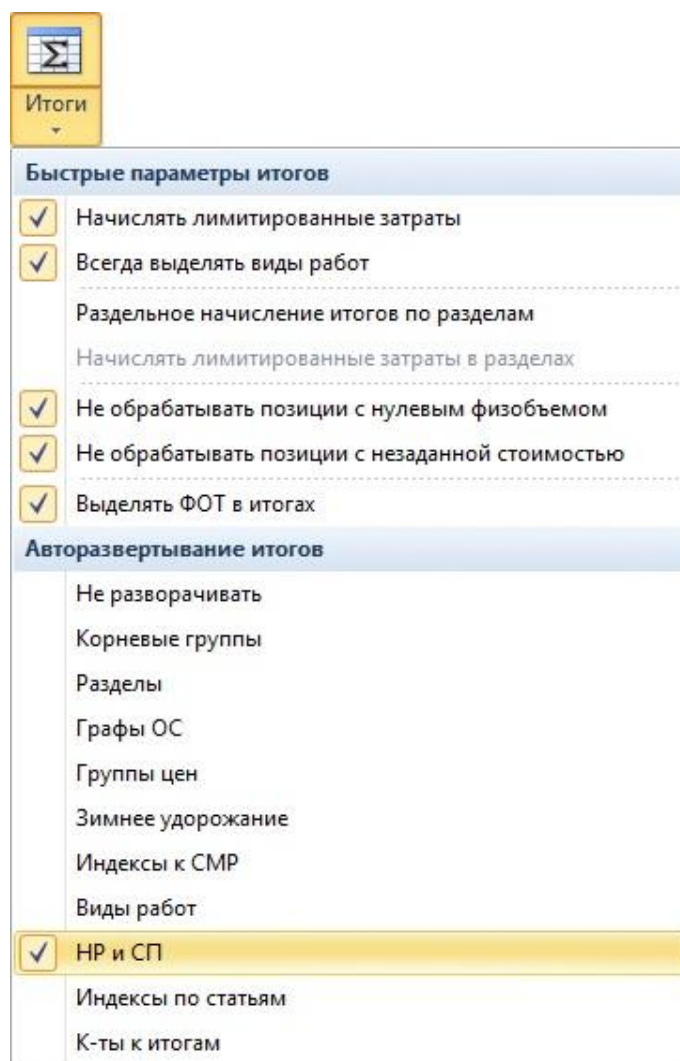 Итоги
Быстрые параметры итогов
Начислять лимитированные затраты
Всегда выделять виды работ
Раздельное начисление итогов по разделам
Начислять лимитированные затраты в разделах
Не обрабатывать позиции с нулевым физобъемом
Не обрабатывать позиции с незаданной стоимостью
Выделять ФОТ в итогах
Авторазвертывание итогов
Не разворачивать
Корневые группы
Разделы
Графы ОС
Группы цен
Зимнее удорожание
Индексы к СМР
Виды работ
НР и СП
Индексы по статьям
К-ты к итогам